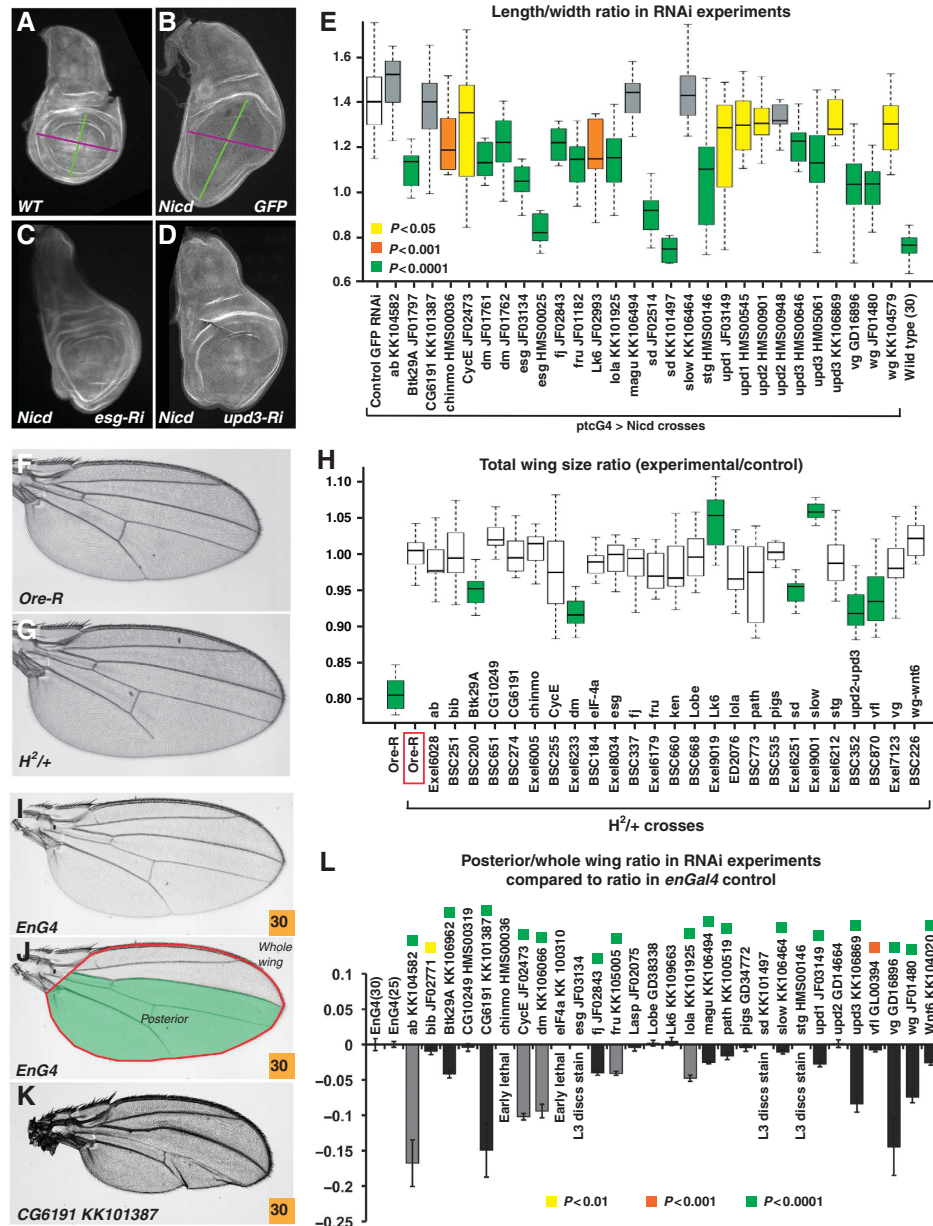 A
WT
B
Nicd GFP
C
Nicd esg-Ri
D
Nicd upd3-Ri
E
Length/width ratio in RNAi experiments
1.6
1.4
1.2
1.0
0.8
0.6
P<0.05
P<0.001
P<0.0001
Control GFP RNAi
ab KK104582
Btk29A JF01797
CG6191 KK101387
chinmo HMS00036
CycE JF02473
dm JF01761
dm JF01762
esg JF03134
esg HMS00025
fj JF02843
fru JF01182
Lk6 JF02993
lola KK101925
magu KK106494
sd JF02514
sd KK101497
slow KK106464
stg HMS00146
upd1 JF03149
upd1 HMS00545
upd2 HMS00901
upd2 HMS00948
upd3 HMS00646
upd3 HM05061
upd3 KK106869
vg GD16896
wg JF01480
wg KK104579
Wild type (30)
ptcG4 > Nicd crosses
F
Ore-R
G
H²/+
H
Total wing size ratio (experimental/control)
1.10
1.05
1.00
0.95
0.90
0.85
0.80
ab
bib
Btk29A
CG10249
CG6191
chinmo
CycE
dm
eIF-4a
esg
fj
fru
ken
Lobe
Lk6
lola
path
pigs
sd
slow
stg
upd2-upd3
vfl
vg
wg-wnt6
Ore-R
Ore-R
Exel6028
BSC251
BSC200
BSC651
BSC274
Exel6005
BSC255
Exel6233
BSC184
Exel8034
BSC337
Exel6179
BSC660
BSC668
Exel9019
ED2076
BSC773
BSC535
Exel6251
Exel9001
Exel6212
BSC352
BSC870
Exel7123
BSC226
H²/+ crosses
I
EnG4
30
J
Whole wing
Posterior
EnG4
30
K
CG6191 KK101387
30
L
Posterior/whole wing ratio in RNAi experiments
compared to ratio in enGal4 control
0.1
0.05
0
−0.05
−0.1
−0.15
−0.2
−0.25
EnG4(30)
EnG4(25)
ab KK104582
bib JF02771
Btk29A KK106962
CG10249 HMS00319
CG6191 KK101387
chinmo HMS00036
CycE JF02473
dm KK106066
eIF4a KK 100310
esg JF03134
fj JF02843
fru KK105005
Lasp JF02075
Lobe GD38338
Lk6 KK109663
lola KK101925
magu KK106494
path KK100519
pigs GD34772
sd KK101497
slow KK106464
stg HMS00146
upd1 JF03149
upd2 GD14664
upd3 KK106869
vfl GL00394
vg GD16896
wg JF01480
Wnt6 KK104020
Early lethal
Early lethal
L3 discs stain
L3 discs stain
L3 discs stain
P<0.01
P<0.001
P<0.0001